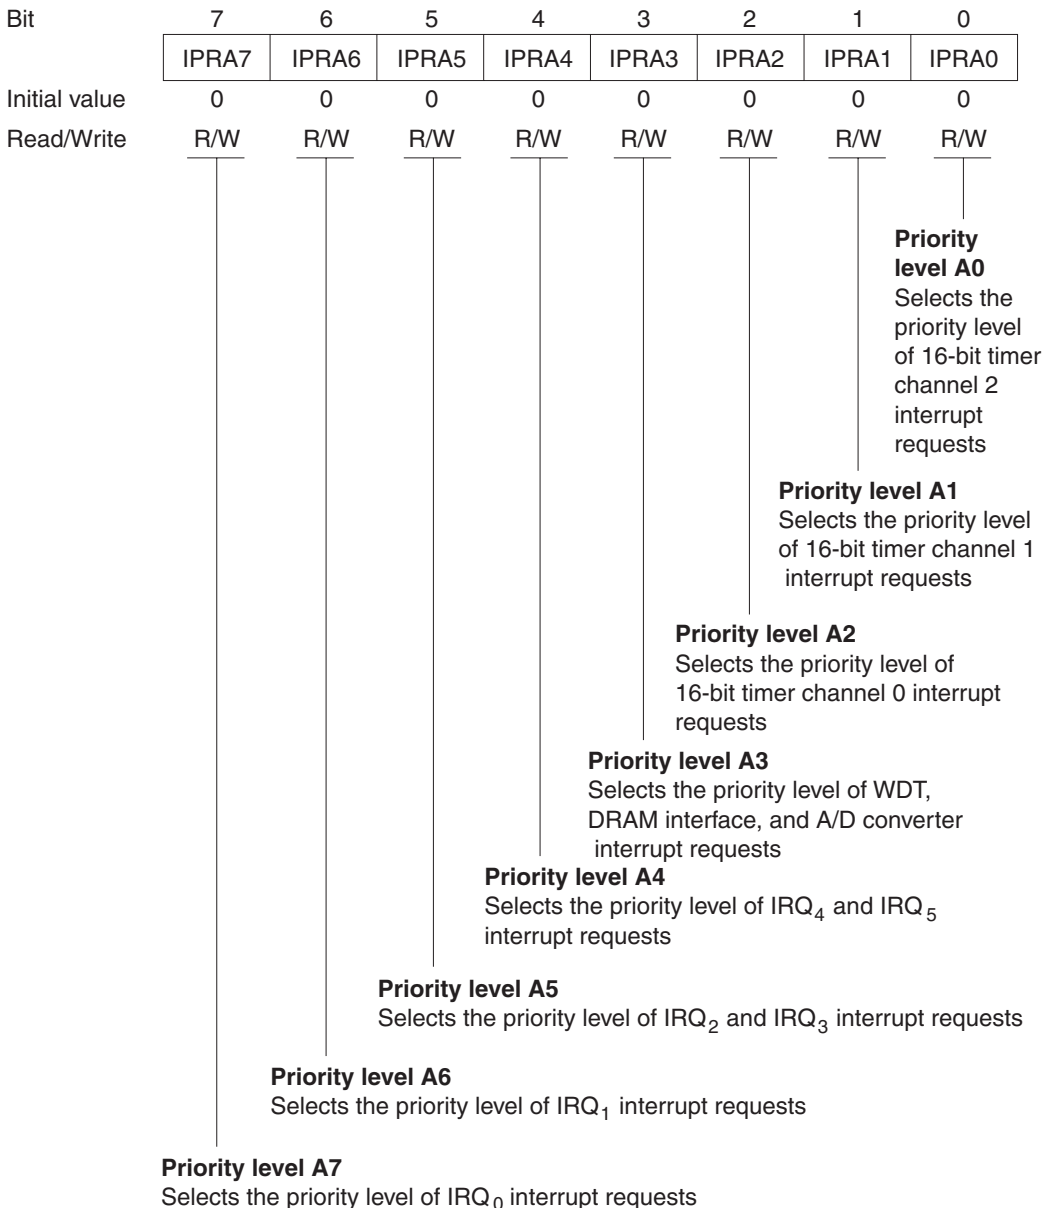 Bit 7 6 5 4 3 2 1 0
IPRA7 IPRA6 IPRA5 IPRA4 IPRA3 IPRA2 IPRA1 IPRA0
Initial value 0 0 0 0 0 0 0 0
Read/Write R/W R/W R/W R/W R/W R/W R/W R/W
Priority
level A0
Selects the
priority level
of 16-bit timer
channel 2
interrupt
requests
Priority level A1
Selects the priority level
of 16-bit timer channel 1
interrupt requests
Priority level A2
Selects the priority level of
16-bit timer channel 0 interrupt
requests
Priority level A3
Selects the priority level of WDT,
DRAM interface, and A/D converter
interrupt requests
Priority level A4
Selects the priority level of IRQ4 and IRQ5
interrupt requests
Priority level A5
Selects the priority level of IRQ2 and IRQ3 interrupt requests
Priority level A6
Selects the priority level of IRQ1 interrupt requests
Priority level A7
Selects the priority level of IRQ0 interrupt requests